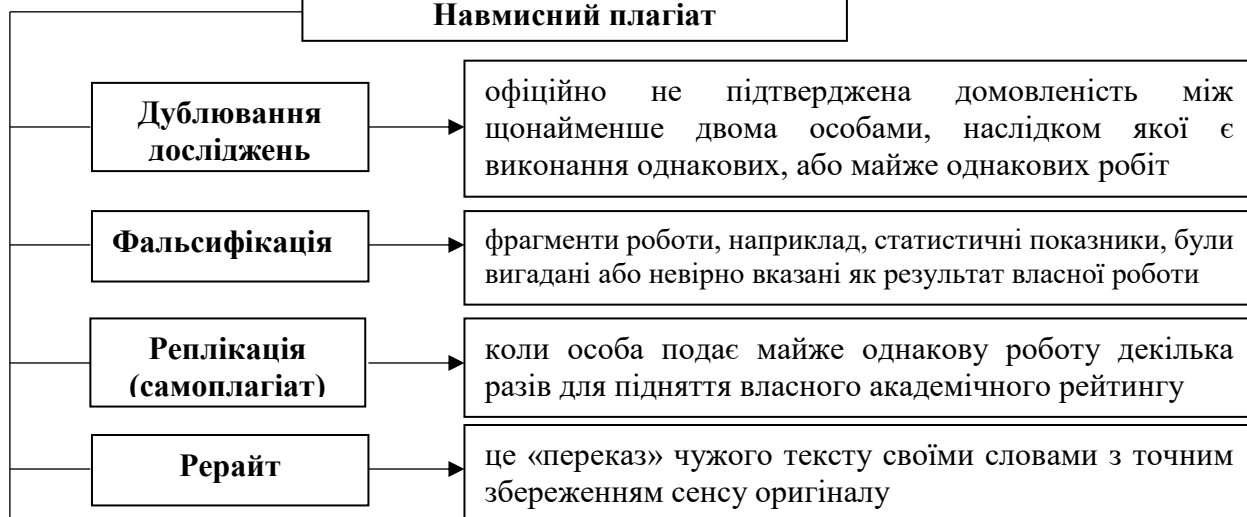 Навмисний плагіат
Дублювання
досліджень
офіційно не підтверджена домовленість між
щонайменше двома особами, наслідком якої є
виконання однакових, або майже однакових робіт
Фальсифікація
фрагменти роботи, наприклад, статистичні показники, були
вигадані або невірно вказані як результат власної роботи
Реплікація
(самоплагіат)
коли особа подає майже однакову роботу декілька
разів для підняття власного академічного рейтингу
Рерайт
це «переказ» чужого тексту своїми словами з точним
збереженням сенсу оригіналу